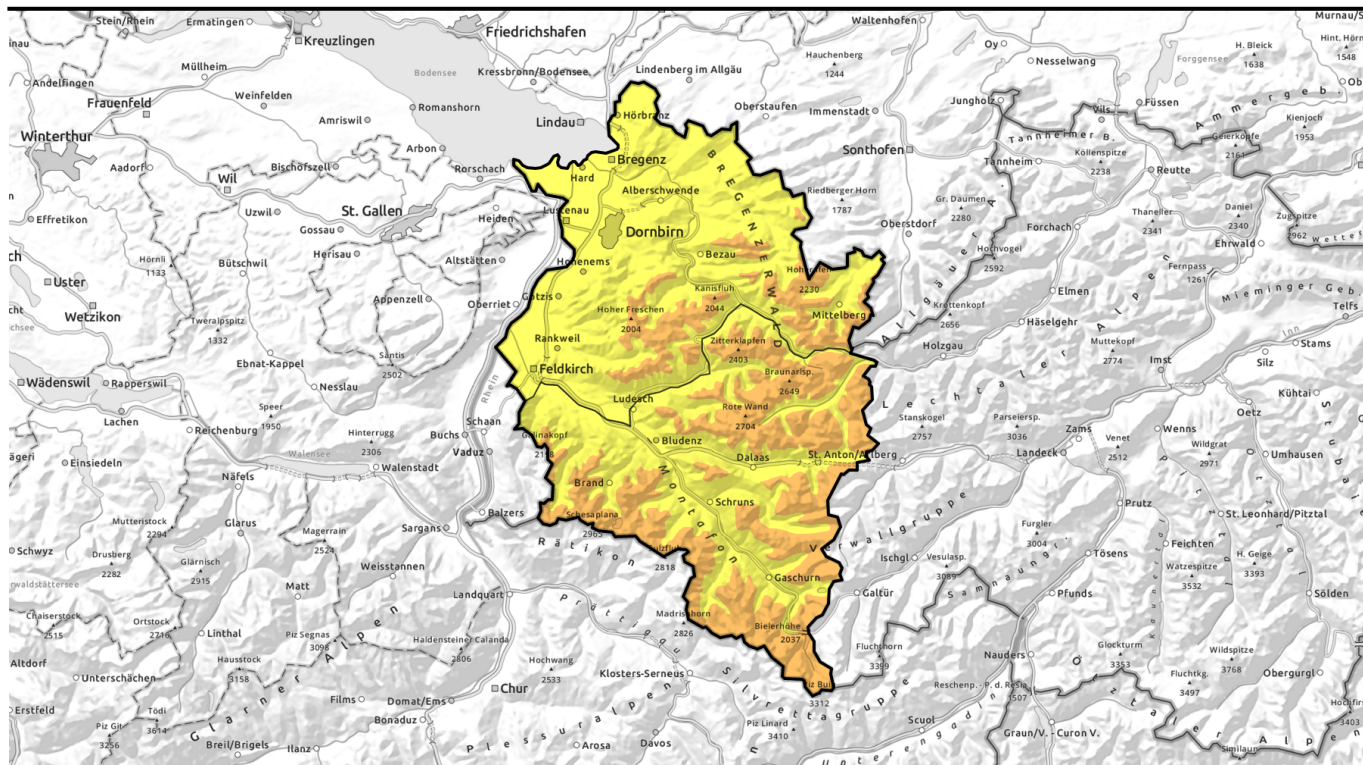 Stein/Rhein
Ermatingen
Kreuzlingen
Friedrichshafen
Waltenhofen
Murnau/S
Oy
Hint. Hörn
1548
H. Bleick
1638
Hauchenberg
1244
Nesselwang
Forggensee
Müllheim
Bodensee
Kressbronn/Bodensee
Lindenberg im Allgäu
Andelfingen
Weinfelden
Romanshorn
Oberstaufen
Immenstadt
Jungholz
Vils
Füssen
Ammergeb.
Frauenfeld
Amriswil
Lindau
Hörbranz
Kienjoch
1953
Winterthur
Arbon
Sonthofen
Tannheimer B.
Geierköpfe
2161
Aadorf
Bischofszell
Rorschach
Bregenz
Tannheim
Köllenspitze
2238
Reutte
Wil
Hard
Alberschwende
Riedberger Horn
1787
Gr. Daumen
2280
Effretikon
Uzwil
St. Gallen
Heiden
Lustenau
BREGENZERWALD
Thaneller
2341
Daniel
2340
Zugspitze
2962
Gossau
Dornbirn
Oberstdorf
Forchach
Ehrwald
Wette
Hörnli
1133
Herisau
Altstätten
Hochvogel
2592
Allgäuer A.
Fernpass
1261
Bütschwil
Hohenems
Bezau
Uster
Appenzell
Oberriet
Götzis
Kanisfluh
2044
2230
Elmen
Mieminger Geb
Wetzikon
Tweralpspitz
1332
Hoher Freschen
2004
Mittelberg
Krottenkopf
2656
Häselgehr
Telfs
Ebnat-Kappel
Säntis
2502
Rankweil
Zitterklapfen
2403
Holzgau
Muttekopf
2774
Inn
Stams
Silz
Wädenswil
Rapperswil
Nesslau
Rhein
Feldkirch
Braunarlsp.
2649
Lechtaler Alpen
Imst
Kühtai
Lachen
Speer
1950
Schaan
Ludesch
Rote Wand
2704
Stanskogel
2757
Parseiersp.
3036
Oetz
Reichenburg
Hinterrugg
2306
Buchs
Vaduz
Bludenz
Zams
Venet
2512
Wenns
Wildgrat
2971
Umhausen
Einsiedeln
Walensee
Walenstadt
Dalaas
St. Anton/Arlberg
Landeck
Näfels
Brand
Montafon
Schruns
Prutz
Mutteristock
2294
Glarus
Magerrain
2524
Sargans
Balzers
Schesaplana
2965
Verwallgruppe
Furgler
3004
St. Leonhard/Pitztal
Schwyz
Drusberg
2282
Glärnisch
2915
Rätikon
2818
Ischgl
Vesulasp.
3089
Samnaungr.
Tösens
Feichten
H. Geige
3393
Weisstannen
Gaschurn
Watzespitze
3532
Matt
Landquart
Galtür
Pfunds
Kaunertal
Sölden
Chaiserstock
2515
Ortstock
2716
Linthal
Piz Segnas
3098
Haldensteiner Calanda
2806
Prättigau
Madrisahorn
2826
Bielerhöhe
2037
Fluchthorn
3399
Glockturm
3353
Wildspitze
3768
Altdorf
Hausstock
3158
Glarner Alpen
Hochwang
2533
Klosters-Serneus
Nauders
Fluchtkg.
3497
Obergurgl
Unterschächen
Flims
Domat/Ems
Chur
Silvrettagruppe
3312
Reschenp. - P. d. Resia
1507
Ötztaler Alpen
Erstfeld
Piz Git
3256
Tödi
3614
Bonaduz
Plessuralpen
Piz Linard
3410
Scuol
3403
Breil/Brigels
Ilanz
Arosa
Davos
Unterengadin
Graun/V. - Curon V.
Similaun